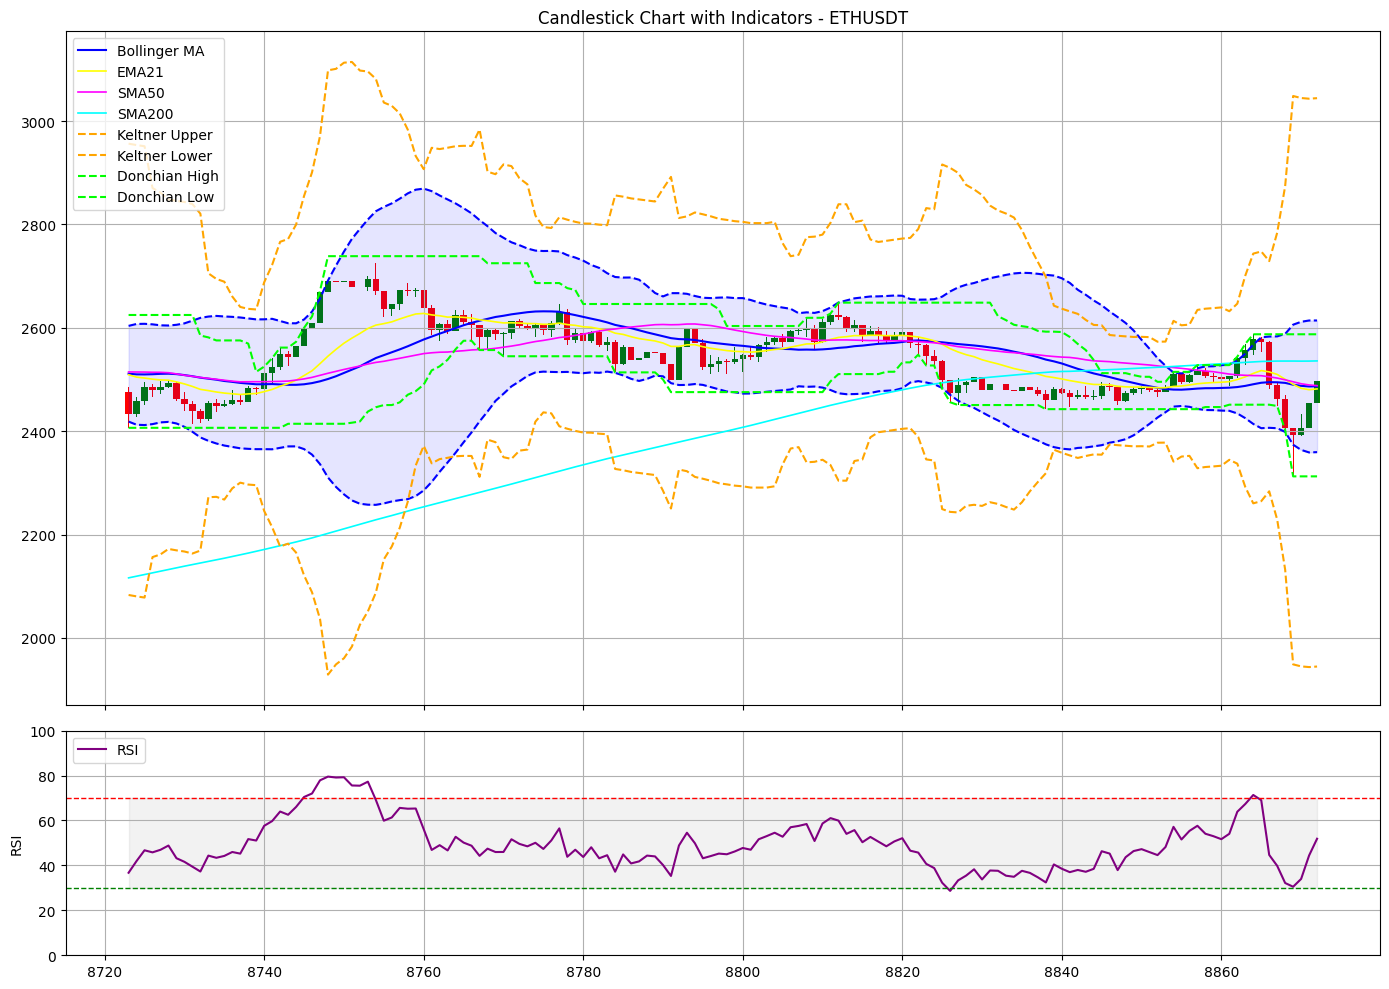 Candlestick Chart with Indicators - ETHUSDT
Bollinger MA
EMA21
SMA50
SMA200
Keltner Upper
Keltner Lower
Donchian High
Donchian Low
3000
2800
2600
2400
2200
2000
RSI
100
80
60
40
20
0
RSI
8720 8740 8760 8780 8800 8820 8840 8860